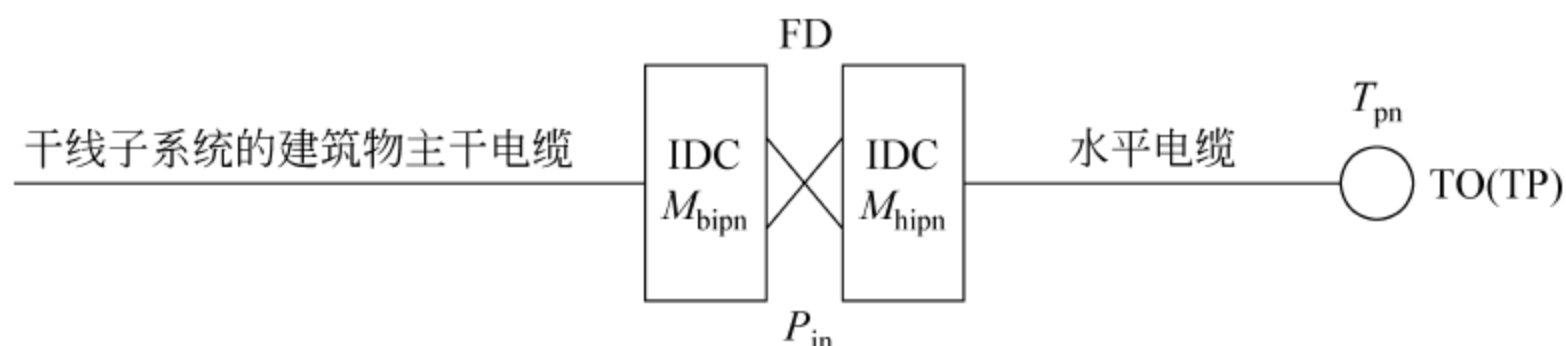 FD
干线子系统的建筑物主干电缆
IDC
M_bipn
IDC
M_hipn
水平电缆
T_pn
TO(TP)
P_in